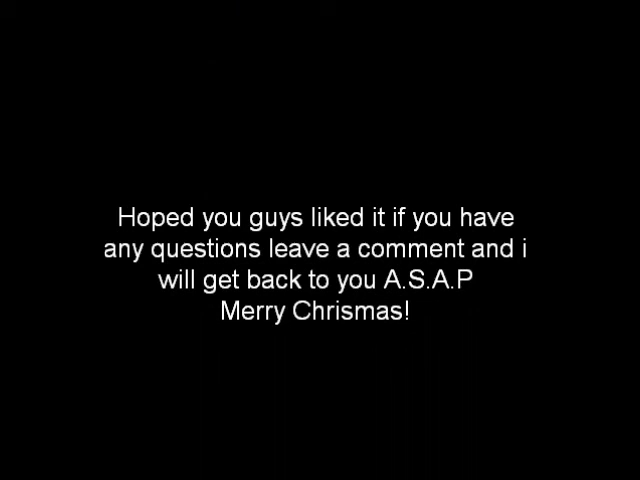 Hoped you guys liked it if you have
any questions leave a comment and i
will get back to you A.S.A.P
Merry Chrismas!